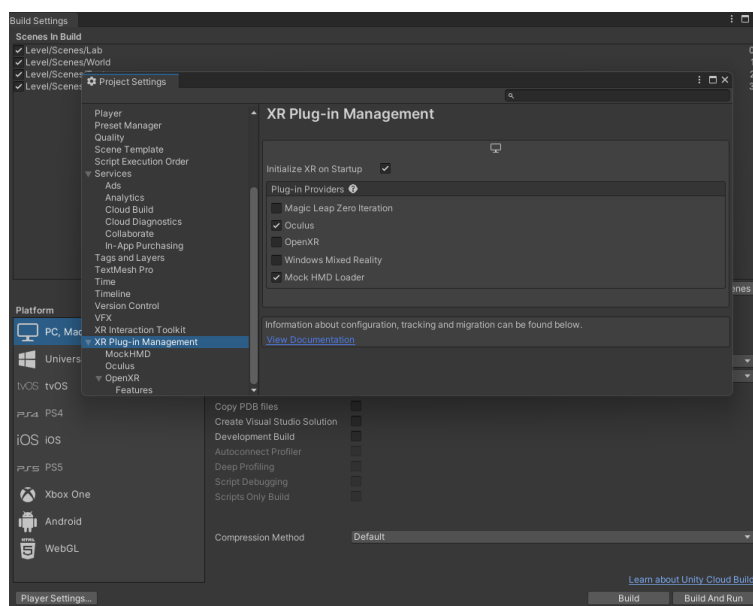 Build Settings
Scenes In Build
Level/Scenes/Lab
0
Level/Scenes/World
Level/Scenes
Level/Scenes
3
Project Settings
Player
Preset Manager
Quality
Scene Template
Script Execution Order
Services
Ads
Analytics
Cloud Build
Cloud Diagnostics
Collaborate
In-App Purchasing
Tags and Layers
TextMesh Pro
Time
Timeline
Version Control
VFX
XR Interaction Toolkit
XR Plug-in Management
MockHMD
Oculus
OpenXR
Features
XR Plug-in Management
Initialize XR on Startup
Plug-in Providers
Magic Leap Zero Iteration
Oculus
OpenXR
Windows Mixed Reality
Mock HMD Loader
Information about configuration, tracking and migration can be found below.
View Documentation
enes
Platform
PC, Mac
Univers
tvOS tvOS
PS4 PS4
iOS iOS
PS5 PS5
Xbox One
Android
HTML 5 WebGL
Copy PDB files
Create Visual Studio Solution
Development Build
Autoconnect Profiler
Deep Profiling
Script Debugging
Scripts Only Build
Compression Method
Default
Learn about Unity Cloud Build
Player Settings...
Build
Build And Run